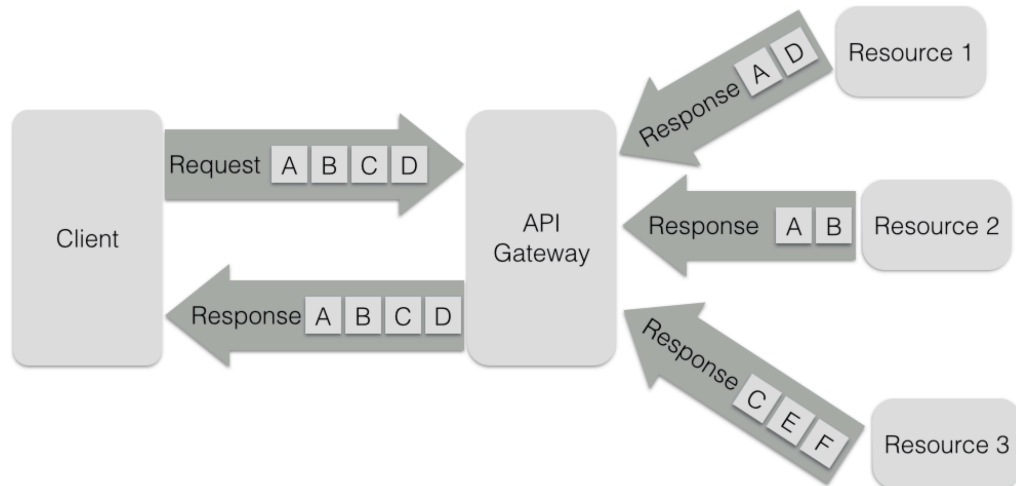 Client
Request A B C D
Response A B C D
API
Gateway
Response A D
Resource 1
Response A B
Resource 2
Response C E F
Resource 3